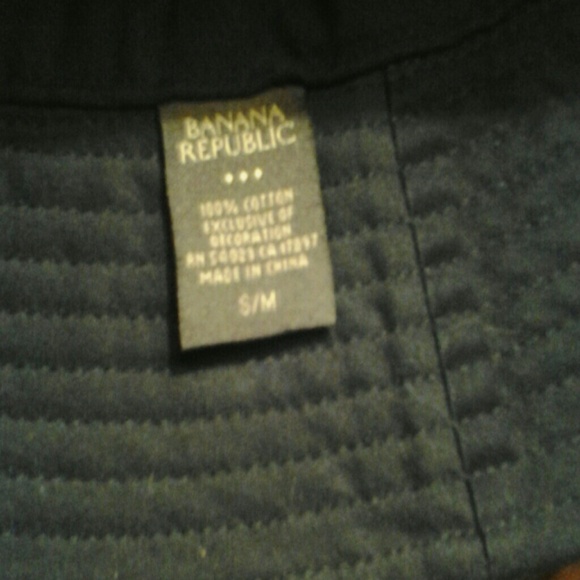 BANANA
REPUBLIC
100% COTTON
EXCLUSIVE OF
DECORATION
RN 54023 CA 17897
MADE IN CHINA
S/M